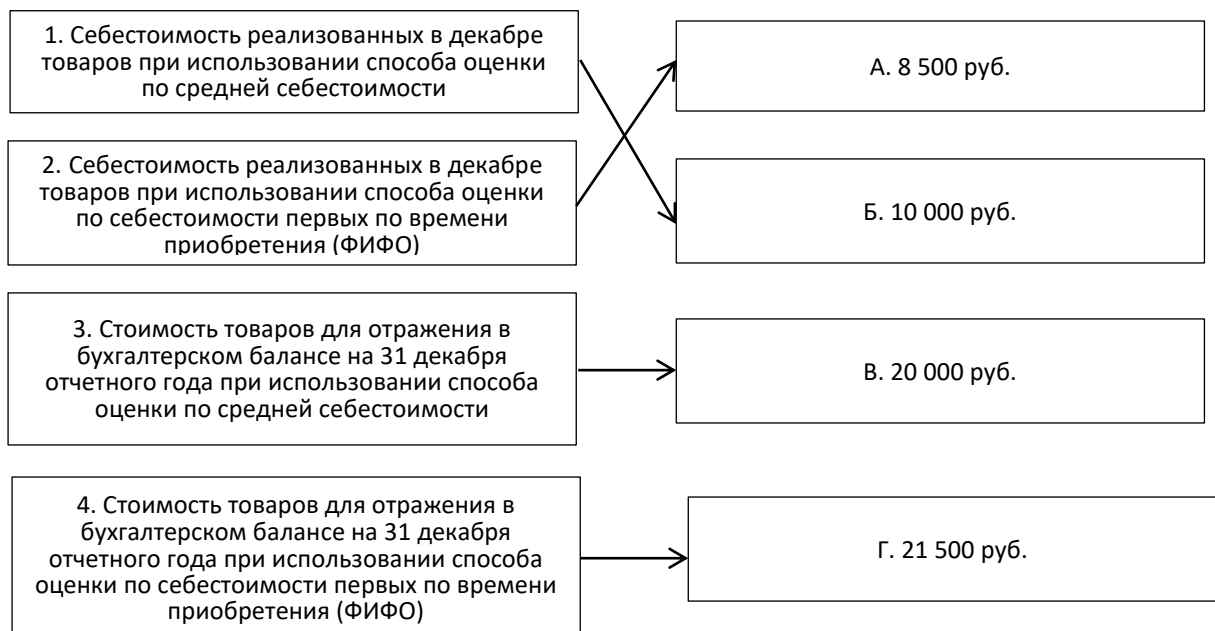 1. Себестоимость реализованных в декабре
товаров при использовании способа оценки
по средней себестоимости
А. 8 500 руб.
2. Себестоимость реализованных в декабре
товаров при использовании способа оценки
по себестоимости первых по времени
приобретения (ФИФО)
Б. 10 000 руб.
3. Стоимость товаров для отражения в
бухгалтерском балансе на 31 декабря
отчетного года при использовании способа
оценки по средней себестоимости
В. 20 000 руб.
4. Стоимость товаров для отражения в
бухгалтерском балансе на 31 декабря
отчетного года при использовании способа
оценки по себестоимости первых по времени
приобретения (ФИФО)
Г. 21 500 руб.